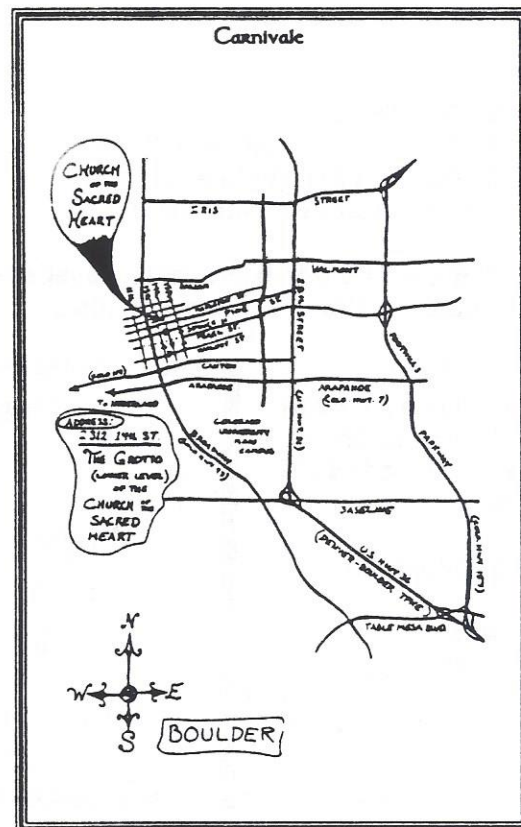 Carnivale
CHURCH
OF THE
SACRED
HEART
IRIS
STREET
VALMONT
BALSAM
PINE ST.
SPRUCE ST.
PEARL ST.
WALNUT ST.
28TH STREET
(U.S. HWY. 36)
FOOTHILLS
PARKWAY
CANYON
ARAPAHOE
ARAPAHOE
(COLO. HWY. 7)
TO NEDERLAND
ADDRESS:
2312 14TH ST.
THE GROTTO
(LOWER LEVEL)
OF THE
CHURCH OF
THE
SACRED
HEART
BROADWAY
COLORADO
UNIVERSITY
MAIN
CAMPUS
BASELINE
U.S. HWY 36
(DENVER-BOULDER TPKE)
TABLE MESA BLVD
N
W E
S
BOULDER